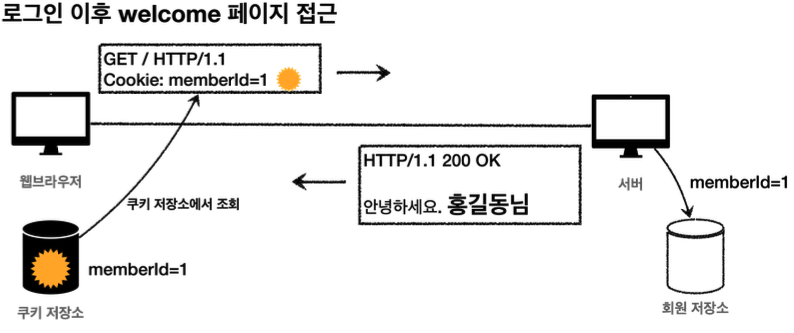 로그인 이후 welcome 페이지 접근
GET / HTTP/1.1
Cookie: memberId=1
웹브라우저
HTTP/1.1 200 OK
안녕하세요. 홍길동님
서버
memberId=1
쿠키 저장소에서 조회
memberId=1
쿠키 저장소
회원 저장소